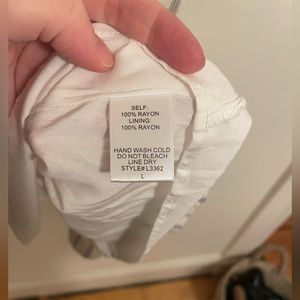 SELF:
100% RAYON
LINING:
100% RAYON
HAND WASH COLD
DO NOT BLEACH
LINE DRY
STYLE# L3362
L